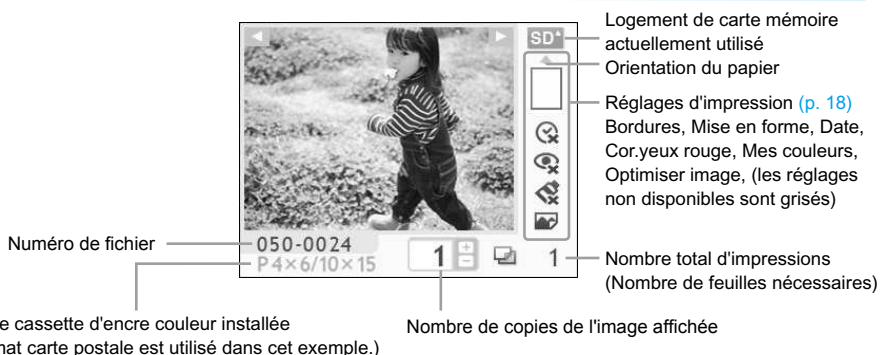 Logement de carte mémoire
actuellement utilisé
Orientation du papier
Réglages d'impression (p. 18)
Bordures, Mise en forme, Date,
Cor.yeux rouge, Mes couleurs,
Optimiser image, (les réglages
non disponibles sont grisés)
SD
Numéro de fichier
050-0024
P 4×6/10×15
1
1
Nombre total d'impressions
(Nombre de feuilles nécessaires)
cassette d'encre couleur installée
carte postale est utilisé dans cet exemple.)
Nombre de copies de l'image affichée